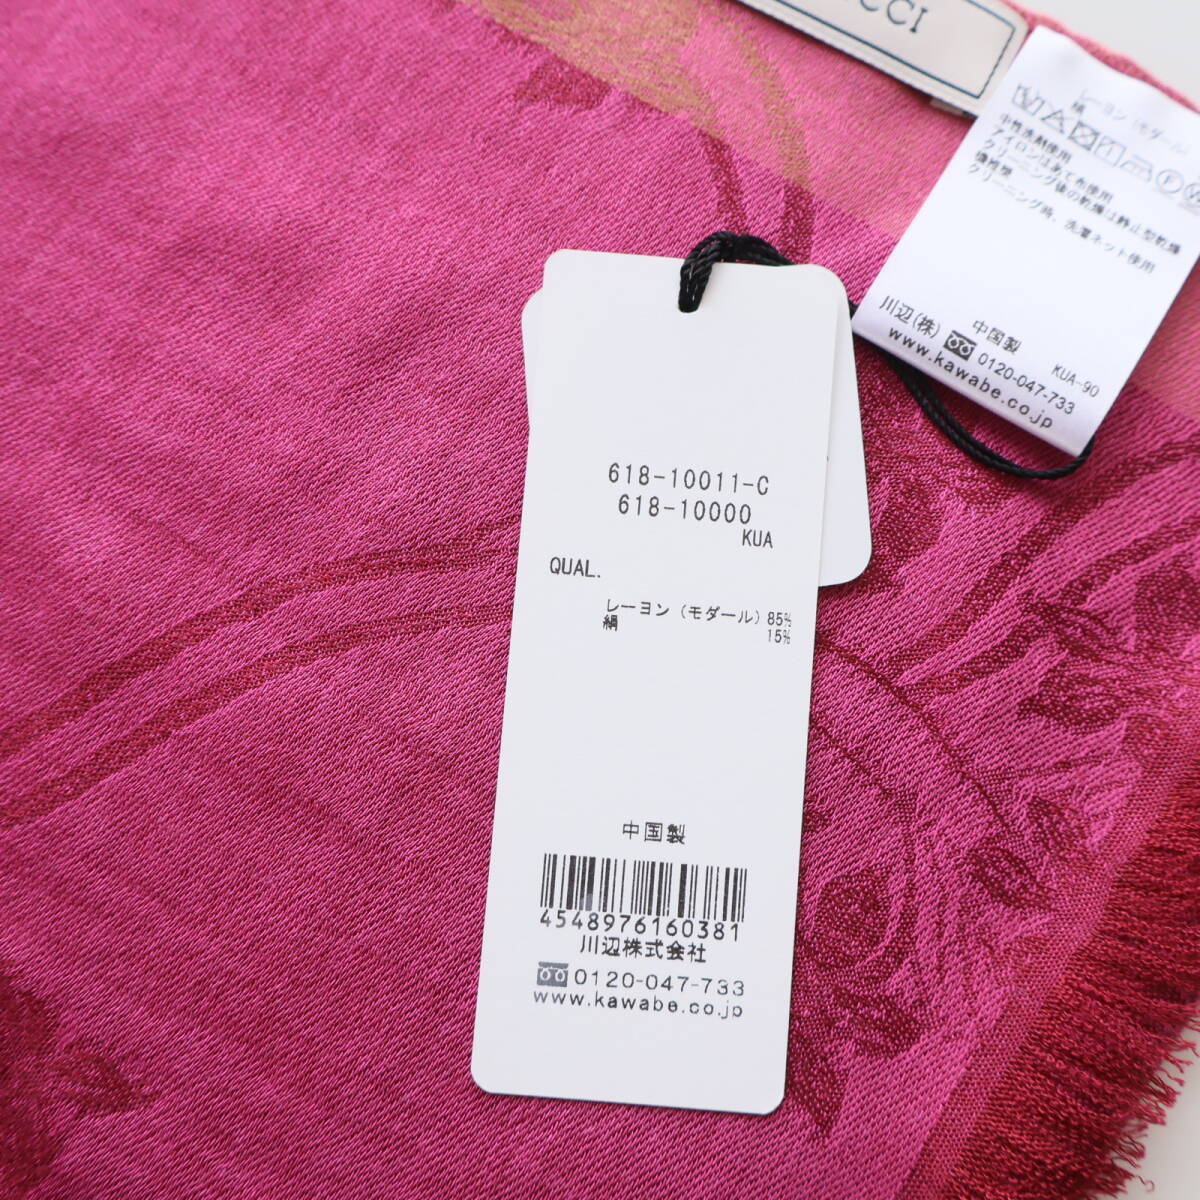 CCI
レーヨン (モダール
絹
中性洗剤使用
アイロンはあて布使用
クリーニング後の乾燥は静止型乾燥
クリーニング時、洗濯ネット使用
中国製 KUA-90
川辺(株) 0120-047-733
www.kawabe.co.jp
618-10011-C
618-10000
KUA
QUAL.
レーヨン (モダール) 85%
絹 15%
中国製
4548976160381
川辺株式会社
0120-047-733
www.kawabe.co.jp